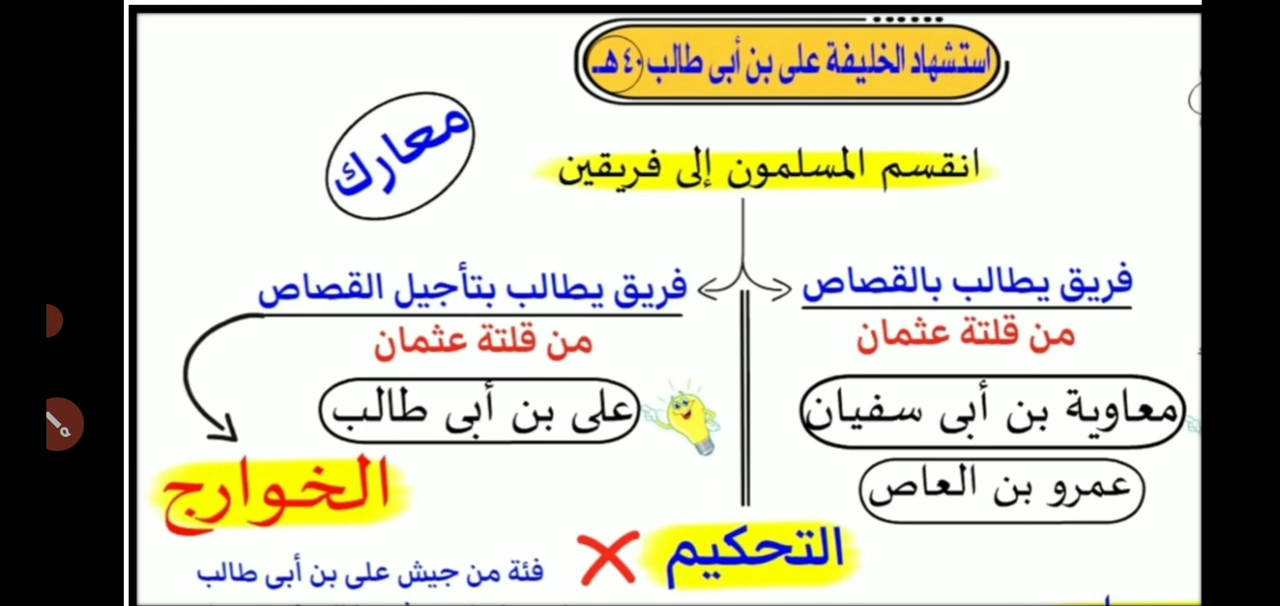 استشهاد الخليفة على بن أبى طالب ٤٠ هـ
معارك
انقسم المسلمون إلى فريقين
فريق يطالب بالقصاص
من قلتة عثمان
معاوية بن أبى سفيان
عمرو بن العاص
فريق يطالب بتأجيل القصاص
من قلتة عثمان
على بن أبى طالب
التحكيم
الخوارج
فئة من جيش على بن أبى طالب